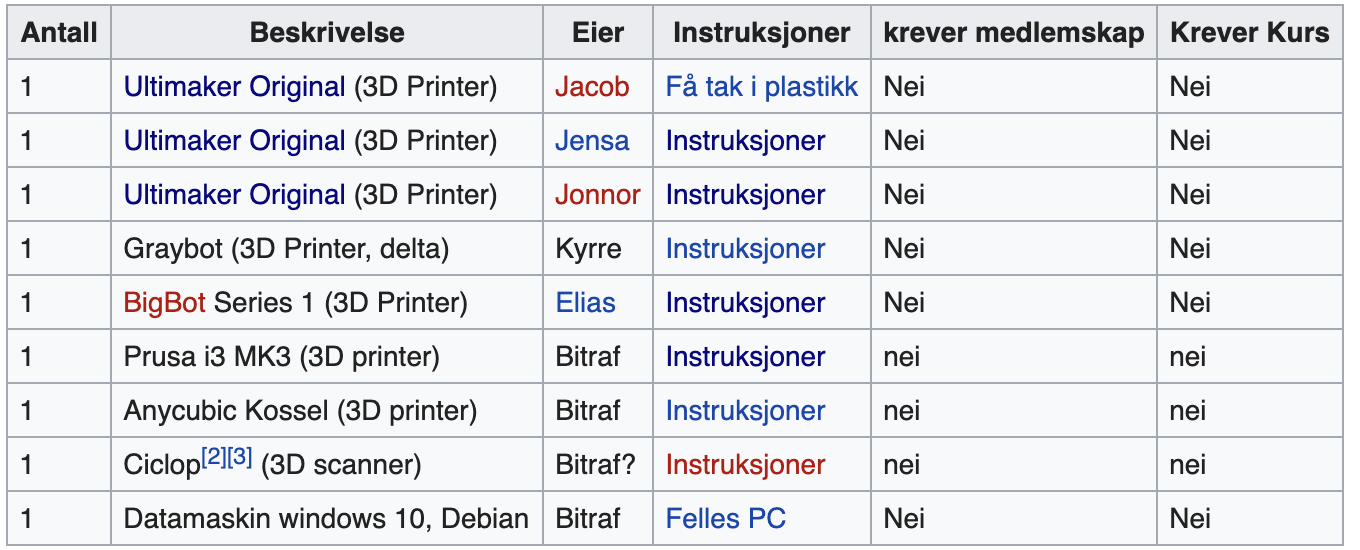 Antall Beskrivelse Eier Instruksjoner krever medlemskap Krever Kurs
1 Ultimaker Original (3D Printer) Jacob Få tak i plastikk Nei Nei
1 Ultimaker Original (3D Printer) Jensa Instruksjoner Nei Nei
1 Ultimaker Original (3D Printer) Jonnor Instruksjoner Nei Nei
1 Graybot (3D Printer, delta) Kyrre Instruksjoner Nei Nei
1 BigBot Series 1 (3D Printer) Elias Instruksjoner Nei Nei
1 Prusa i3 MK3 (3D printer) Bitraf Instruksjoner nei nei
1 Anycubic Kossel (3D printer) Bitraf Instruksjoner nei nei
1 Ciclop[2][3] (3D scanner) Bitraf? Instruksjoner nei nei
1 Datamaskin windows 10, Debian Bitraf Felles PC Nei Nei